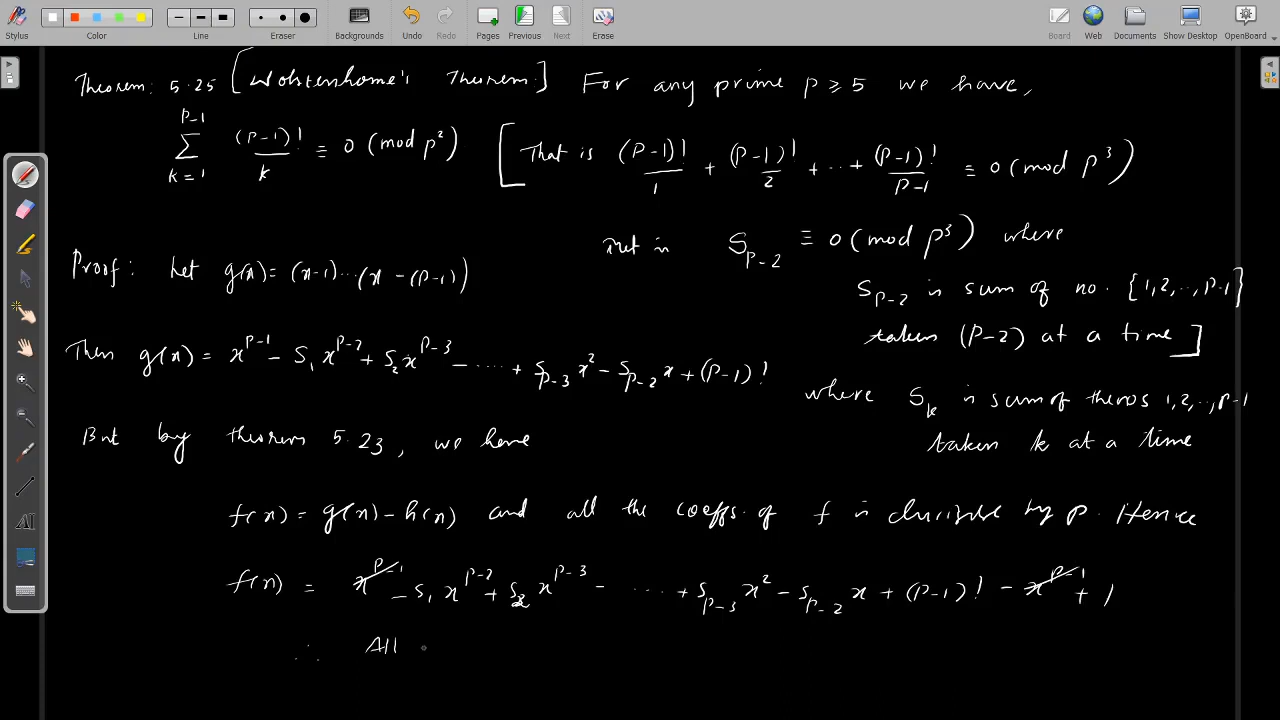 Stylus Color Line Eraser Backgrounds Undo Redo Pages Previous Next Erase Board Web Documents Show Desktop OpenBoard
Theorem: 5.25 [Wolstenhome's Theorem] For any prime p ≥ 5 we have,
∑_{k=1}^{p-1} (p-1)!/k ≡ 0 (mod p²). [That is (p-1)!/1 + (p-1)!/2 + ... + (p-1)!/p-1 ≡ 0 (mod p³)
S_{p-2} ≡ 0 (mod p³) where
S_{p-2} is sum of no. {1,2,..,p-1}
taken (p-2) at a time]
Proof: Let g(x) = (x-1)...(x-(p-1))
Then g(x) = x^{p-1} - S₁ x^{p-2} + S₂ x^{p-3} - .... + S_{p-3} x² - S_{p-2} x + (p-1)!
where S_k is sum of the nos 1,2,..,p-1
taken k at a time
But by theorem 5.23, we have
f(x) = g(x) - h(x) and all the coeffs. of f is divisible by p. Hence
f(x) = x^{p-1} - S₁ x^{p-2} + S₂ x^{p-3} - .... + S_{p-3} x² - S_{p-2} x + (p-1)! - x^{p-1} + 1
∴ All